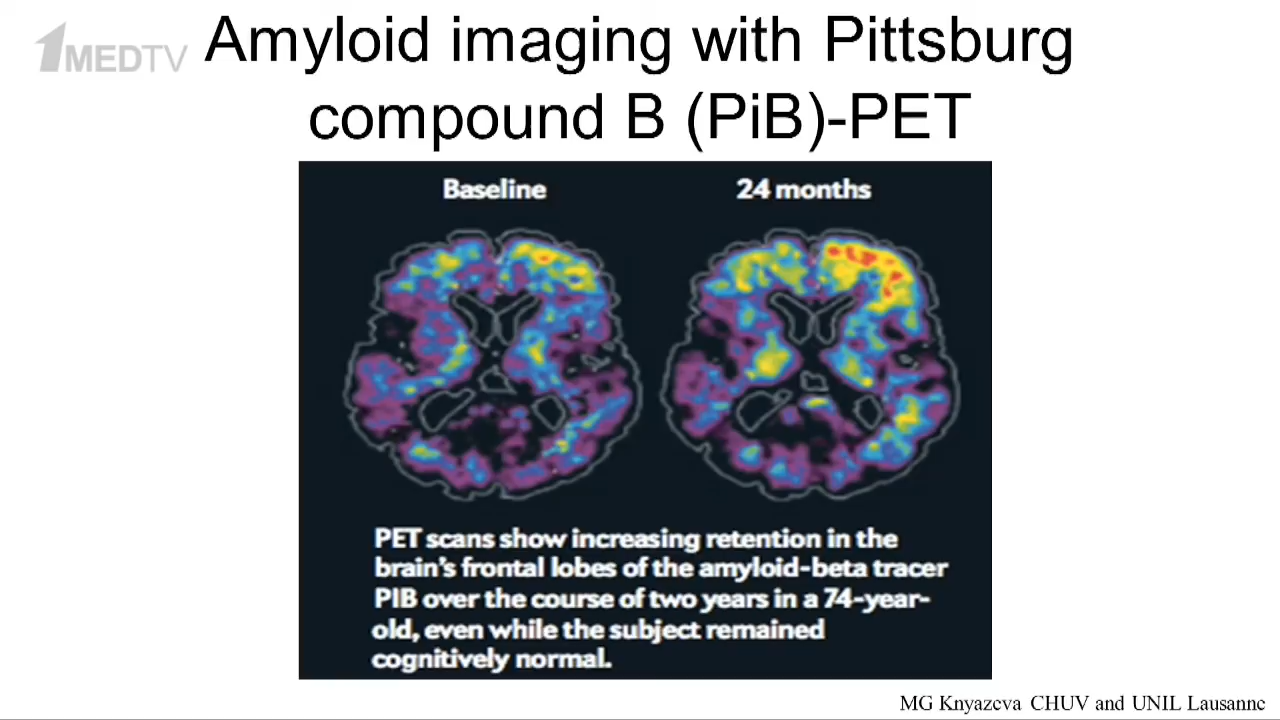 1MEDTV
Amyloid imaging with Pittsburg
compound B (PiB)-PET
Baseline
24 months
PET scans show increasing retention in the
brain's frontal lobes of the amyloid-beta tracer
PIB over the course of two years in a 74-year-
old, even while the subject remained
cognitively normal.
MG Knyazeva CHUV and UNIL Lausanne